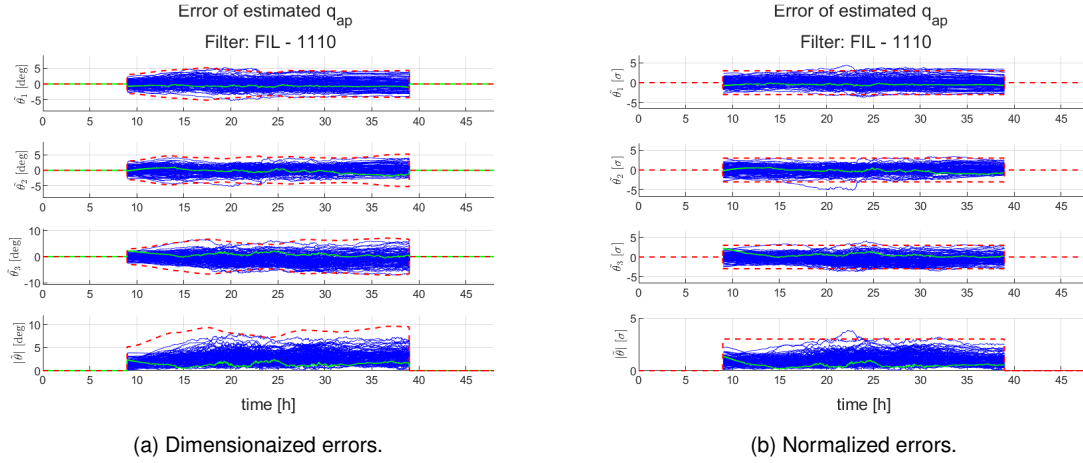 Error of estimated q_ap
Filter: FIL - 1110
θ̃₁ [deg]
5
0
-5
0 5 10 15 20 25 30 35 40 45
θ̃₂ [deg]
5
0
-5
0 5 10 15 20 25 30 35 40 45
θ̃₃ [deg]
10
0
-10
0 5 10 15 20 25 30 35 40 45
|θ̃| [deg]
10
5
0
0 5 10 15 20 25 30 35 40 45
time [h]
(a) Dimensionaized errors.
Error of estimated q_ap
Filter: FIL - 1110
θ̃₁ [σ]
5
0
-5
0 5 10 15 20 25 30 35 40 45
θ̃₂ [σ]
5
0
-5
0 5 10 15 20 25 30 35 40 45
θ̃₃ [σ]
5
0
-5
0 5 10 15 20 25 30 35 40 45
|θ̃| [σ]
5
0
0 5 10 15 20 25 30 35 40 45
time [h]
(b) Normalized errors.